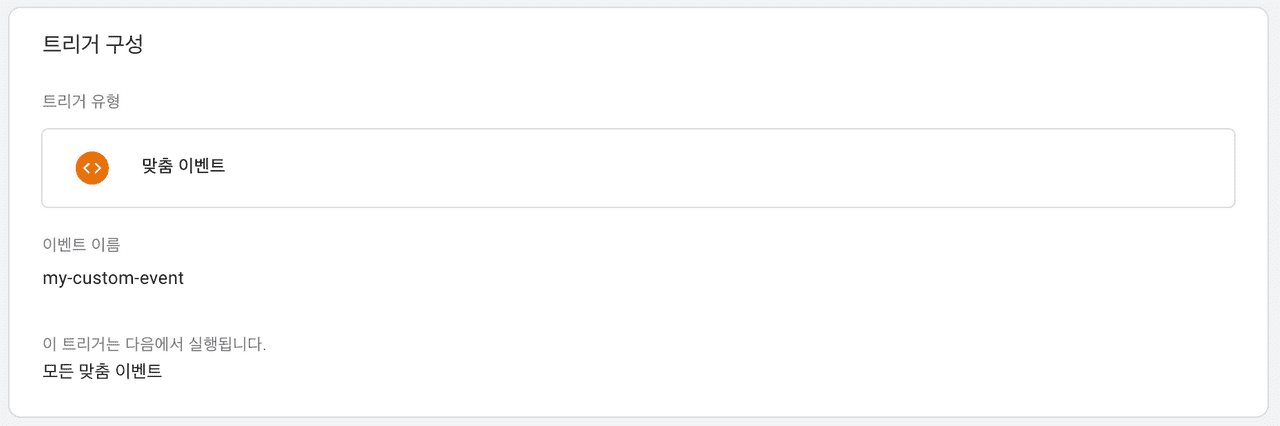 트리거 구성
트리거 유형
맞춤 이벤트
이벤트 이름
my-custom-event
이 트리거는 다음에서 실행됩니다.
모든 맞춤 이벤트